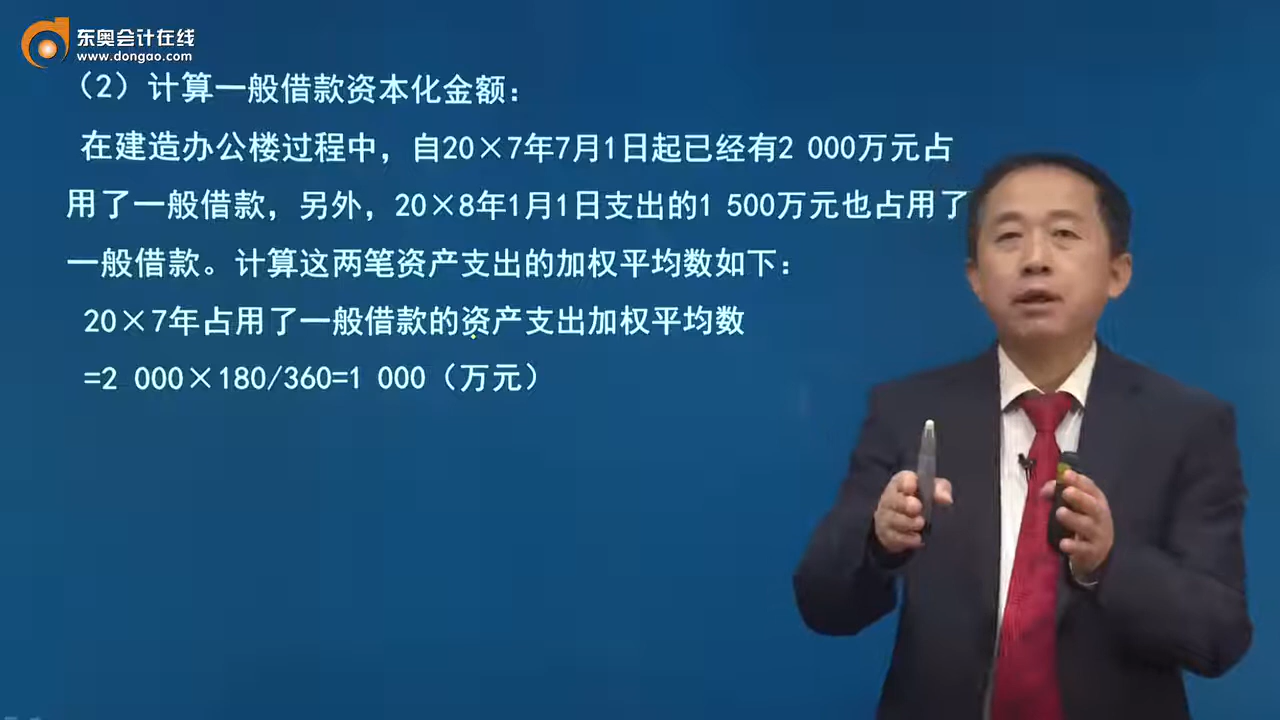 东奥会计在线
www.dongao.com
（2）计算一般借款资本化金额：
在建造办公楼过程中，自20×7年7月1日起已经有2 000万元占
用了一般借款，另外，20×8年1月1日支出的1 500万元也占用了
一般借款。计算这两笔资产支出的加权平均数如下：
20×7年占用了一般借款的资产支出加权平均数
=2 000×180/360=1 000（万元）